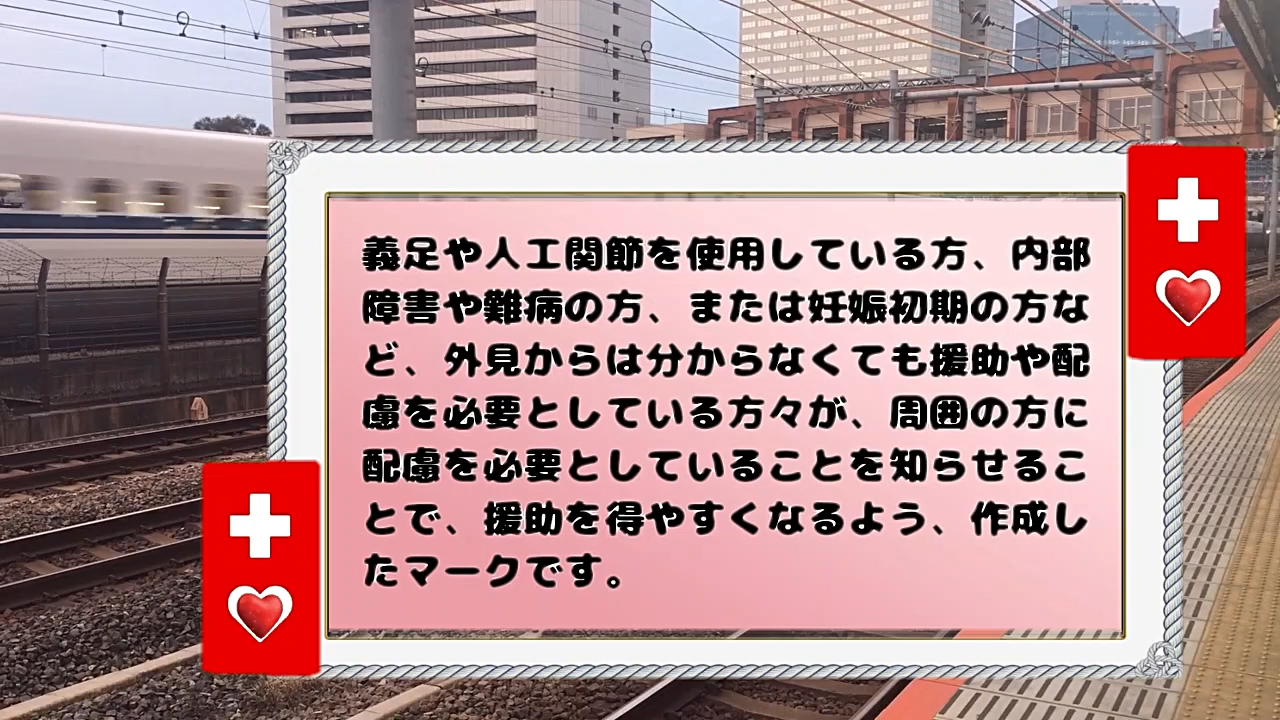 義足や人工関節を使用している方、内部
障害や難病の方、または妊娠初期の方な
ど、外見からは分からなくても援助や配
慮を必要としている方々が、周囲の方に
配慮を必要としていることを知らせるこ
とで、援助を得やすくなるよう、作成し
たマークです。